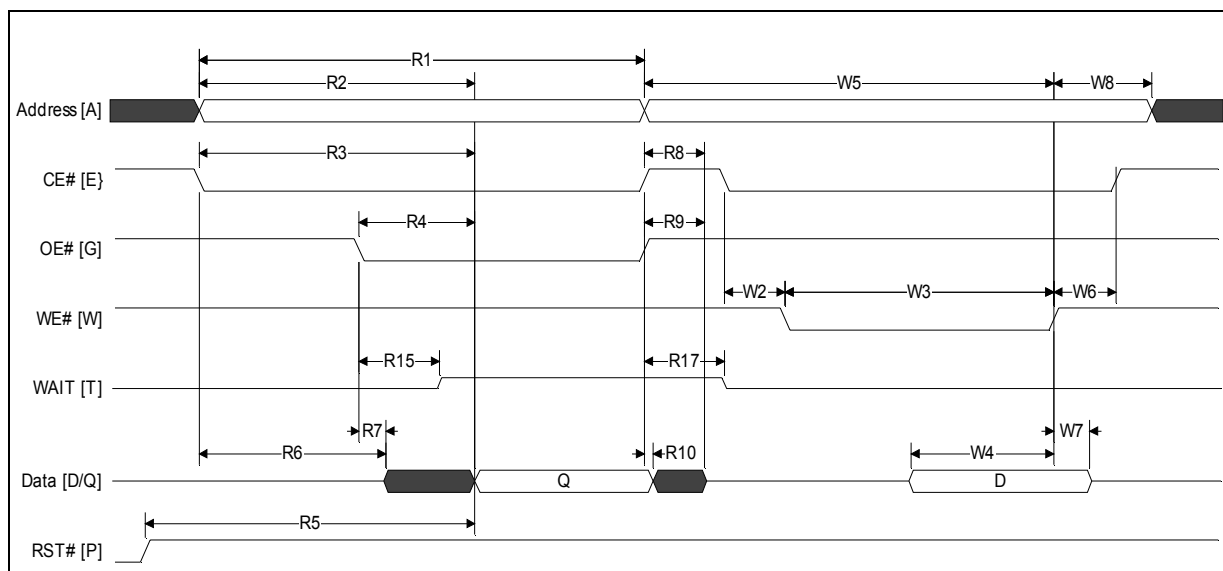 R1
R2
W5
W8
Address [A]
R3
R8
CE# [E}
R4
R9
OE# [G]
W2
W3
W6
WE# [W]
R15
R17
WAIT [T]
R7
W7
R6
R10
W4
Data [D/Q]
Q
D
R5
RST# [P]